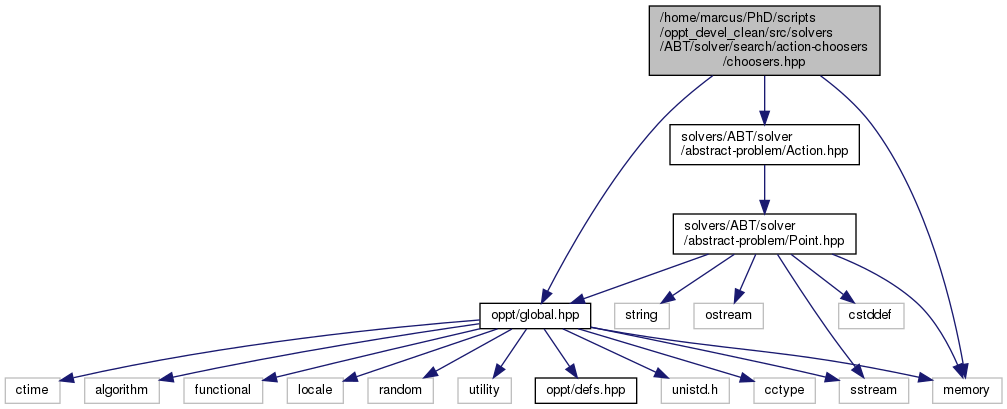 /home/marcus/PhD/scripts
/oppt_devel_clean/src/solvers
/ABT/solver/search/action-choosers
/choosers.hpp
solvers/ABT/solver
/abstract-problem/Action.hpp
solvers/ABT/solver
/abstract-problem/Point.hpp
oppt/global.hpp
string
ostream
cstddef
ctime
algorithm
functional
locale
random
utility
oppt/defs.hpp
unistd.h
cctype
sstream
memory